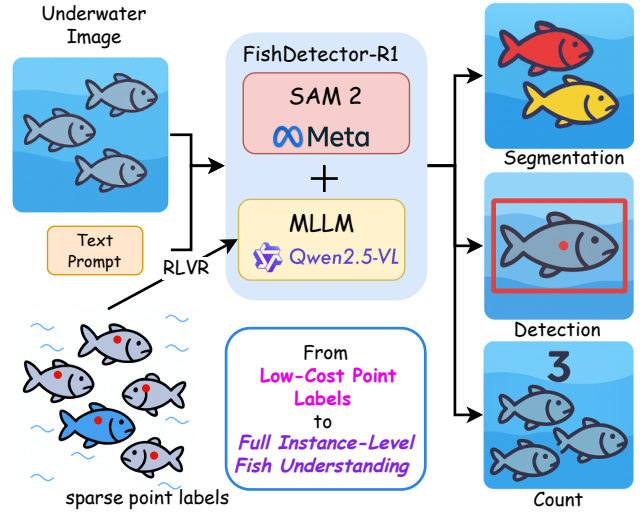 Underwater
Image
Text
Prompt
RLVR
sparse point labels
FishDetector-R1
SAM 2
Meta
+
MLLM
Qwen2.5-VL
From
Low-Cost Point
Labels
to
Full Instance-Level
Fish Understanding
Segmentation
Detection
3
Count